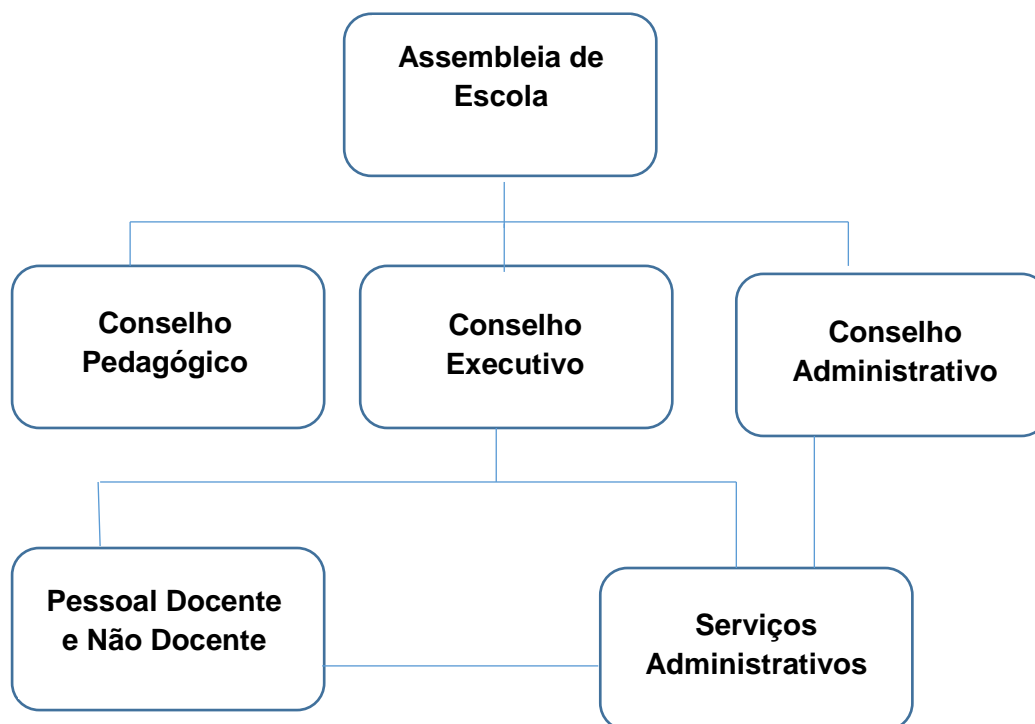 Assembleia de
Escola
Conselho
Pedagógico
Conselho
Executivo
Conselho
Administrativo
Pessoal Docente
e Não Docente
Serviços
Administrativos